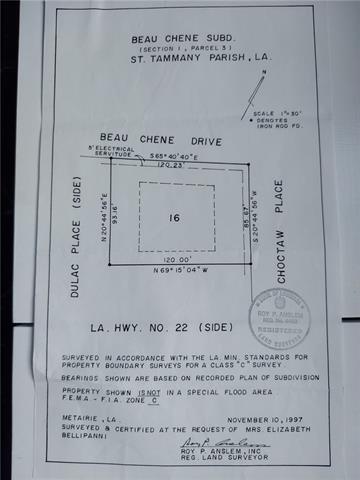 BEAU CHENE SUBD.
(SECTION 1, PARCEL 3)
ST. TAMMANY PARISH, LA.
N
SCALE 1"=30'
• DENOTES
IRON ROD FD.
BEAU CHENE DRIVE
5' ELECTRICAL
SERVITUDE
S 65°40'40"E
120.23'
DULAC PLACE (SIDE)
N 20°44'56"E
93.16'
16
85.67'
S 20°44'56"W
CHOCTAW PLACE
120.00'
N 69°15'04"W
LA. HWY. NO. 22 (SIDE)
ROY P. ANSLEM
REGISTERED
LAND SURVEYOR
SURVEYED IN ACCORDANCE WITH THE LA. MIN. STANDARDS FOR
PROPERTY BOUNDARY SURVEYS FOR A CLASS "C" SURVEY.
BEARINGS SHOWN ARE BASED ON RECORDED PLAN OF SUBDIVISION
PROPERTY SHOWN IS NOT IN A SPECIAL FLOOD AREA
F.E.M.A.- F.I.A. ZONE C
METAIRIE, LA. NOVEMBER 10, 1997
SURVEYED & CERTIFIED AT THE REQUEST OF MRS. ELIZABETH
BELLIPANNI
Roy P. Anslem
ROY P. ANSLEM, INC
REG. LAND SURVEYOR